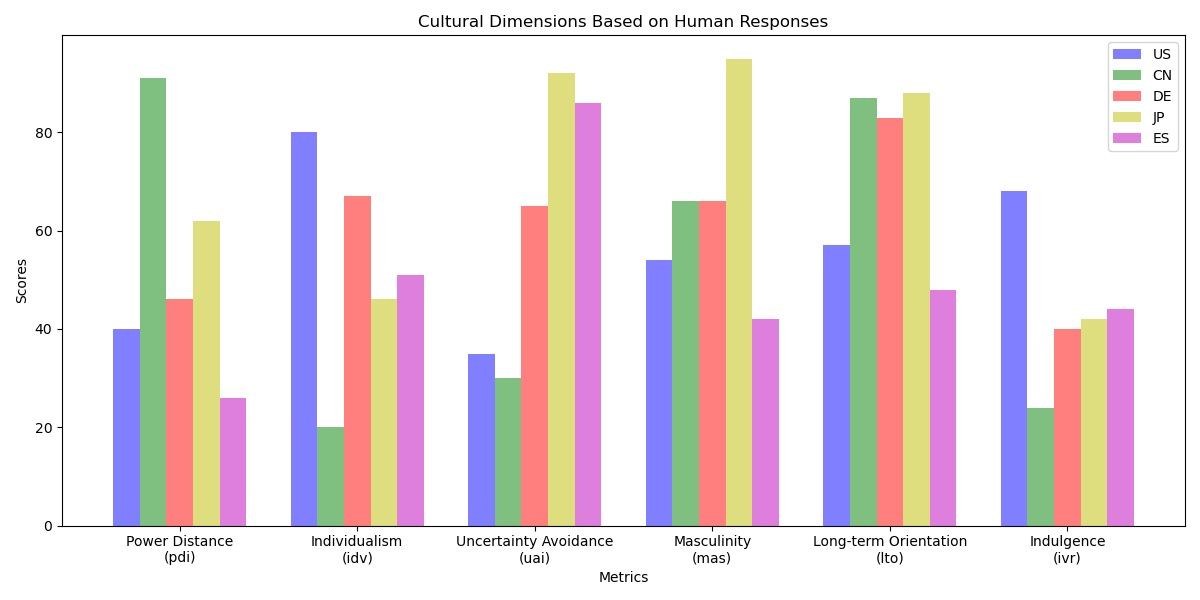 Cultural Dimensions Based on Human Responses
US
CN
DE
JP
ES
Scores
80
60
40
20
0
Power Distance
(pdi)
Individualism
(idv)
Uncertainty Avoidance
(uai)
Masculinity
(mas)
Long-term Orientation
(lto)
Indulgence
(ivr)
Metrics